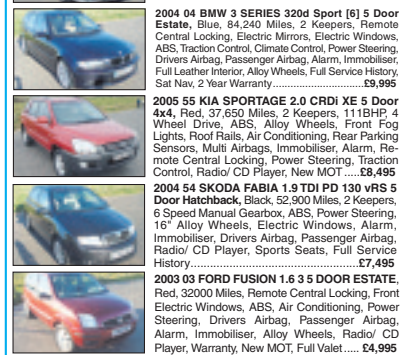 2004 04 BMW 3 SERIES 320d Sport [6] 5 Door
Estate, Blue, 84,240 Miles, 2 Keepers, Remote
Central Locking, Electric Mirrors, Electric Windows,
ABS, Traction Control, Climate Control, Power Steering,
Drivers Airbag, Passenger Airbag, Alarm, Immobiliser,
Full Leather Interior, Alloy Wheels, Full Service History,
Sat Nav, 2 Year Warranty......................£9,995
2005 55 KIA SPORTAGE 2.0 CRDi XE 5 Door
4x4, Red, 37,650 Miles, 2 Keepers, 111BHP, 4
Wheel Drive, ABS, Alloy Wheels, Front Fog
Lights, Roof Rails, Air Conditioning, Rear Parking
Sensors, Multi Airbags, Immobiliser, Alarm, Re-
mote Central Locking, Power Steering, Traction
Control, Radio/ CD Player, New MOT.....£8,495
2004 54 SKODA FABIA 1.9 TDI PD 130 vRS 5
Door Hatchback, Black, 52,900 Miles, 2 Keepers,
6 Speed Manual Gearbox, ABS, Power Steering,
16" Alloy Wheels, Electric Windows, Alarm,
Immobiliser, Drivers Airbag, Passenger Airbag,
Radio/ CD Player, Sports Seats, Full Service
History..............................................£7,495
2003 03 FORD FUSION 1.6 3 5 DOOR ESTATE,
Red, 32000 Miles, Remote Central Locking, Front
Electric Windows, ABS, Air Conditioning, Power
Steering, Drivers Airbag, Passenger Airbag,
Alarm, Immobiliser, Alloy Wheels, Radio/ CD
Player, Warranty, New MOT, Full Valet..... £4,995